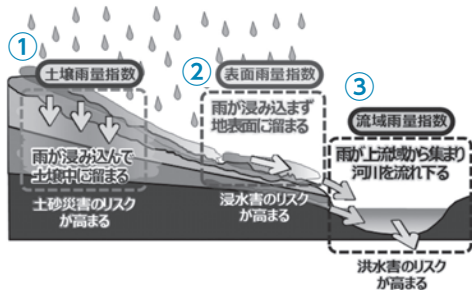 ①
土壌雨量指数
雨が浸み込んで
土壌中に溜まる
土砂災害のリスク
が高まる
②
表面雨量指数
雨が浸み込まず
地表面に溜まる
浸水害のリスク
が高まる
③
流域雨量指数
雨が上流域から集まり
河川を流れ下る
洪水害のリスク
が高まる